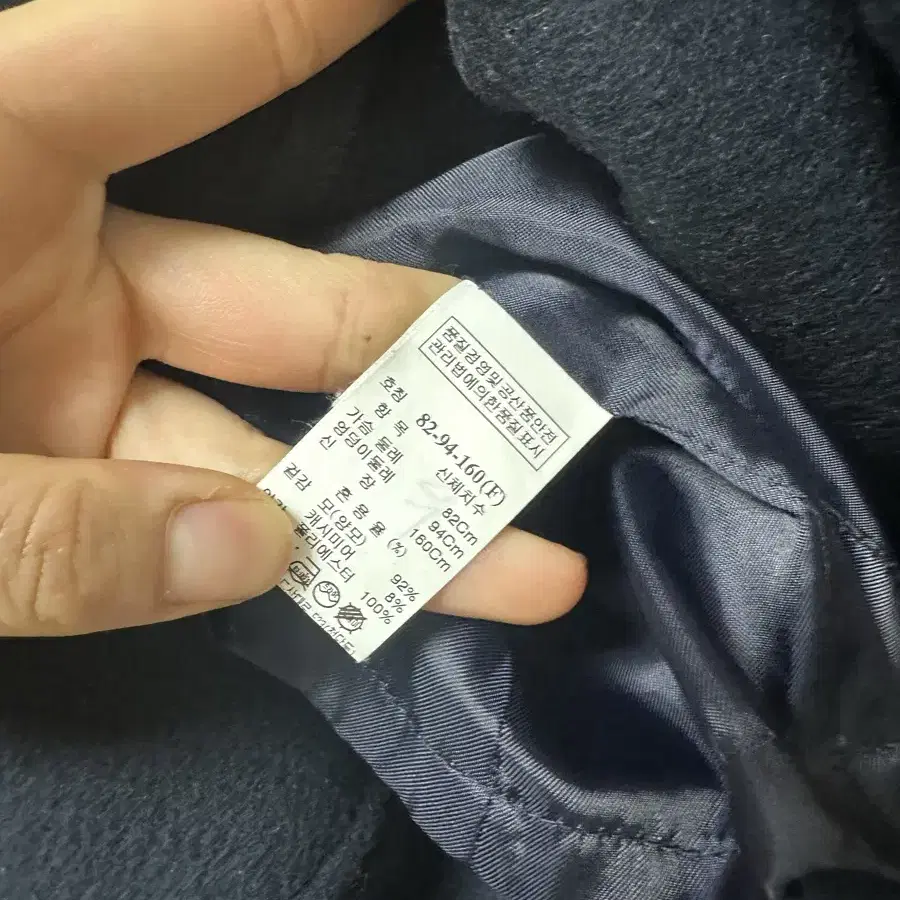 품질경영및공산품안전
관리법에의한품질표시
호칭 82-94-160(F)
항 목 신체치수
가슴 둘레 82Cm
엉덩이둘레 94Cm
신 장 160Cm
혼 용 율 (%)
겉감 모(양모) 92%
캐시미어 8%
폴리에스터 100%